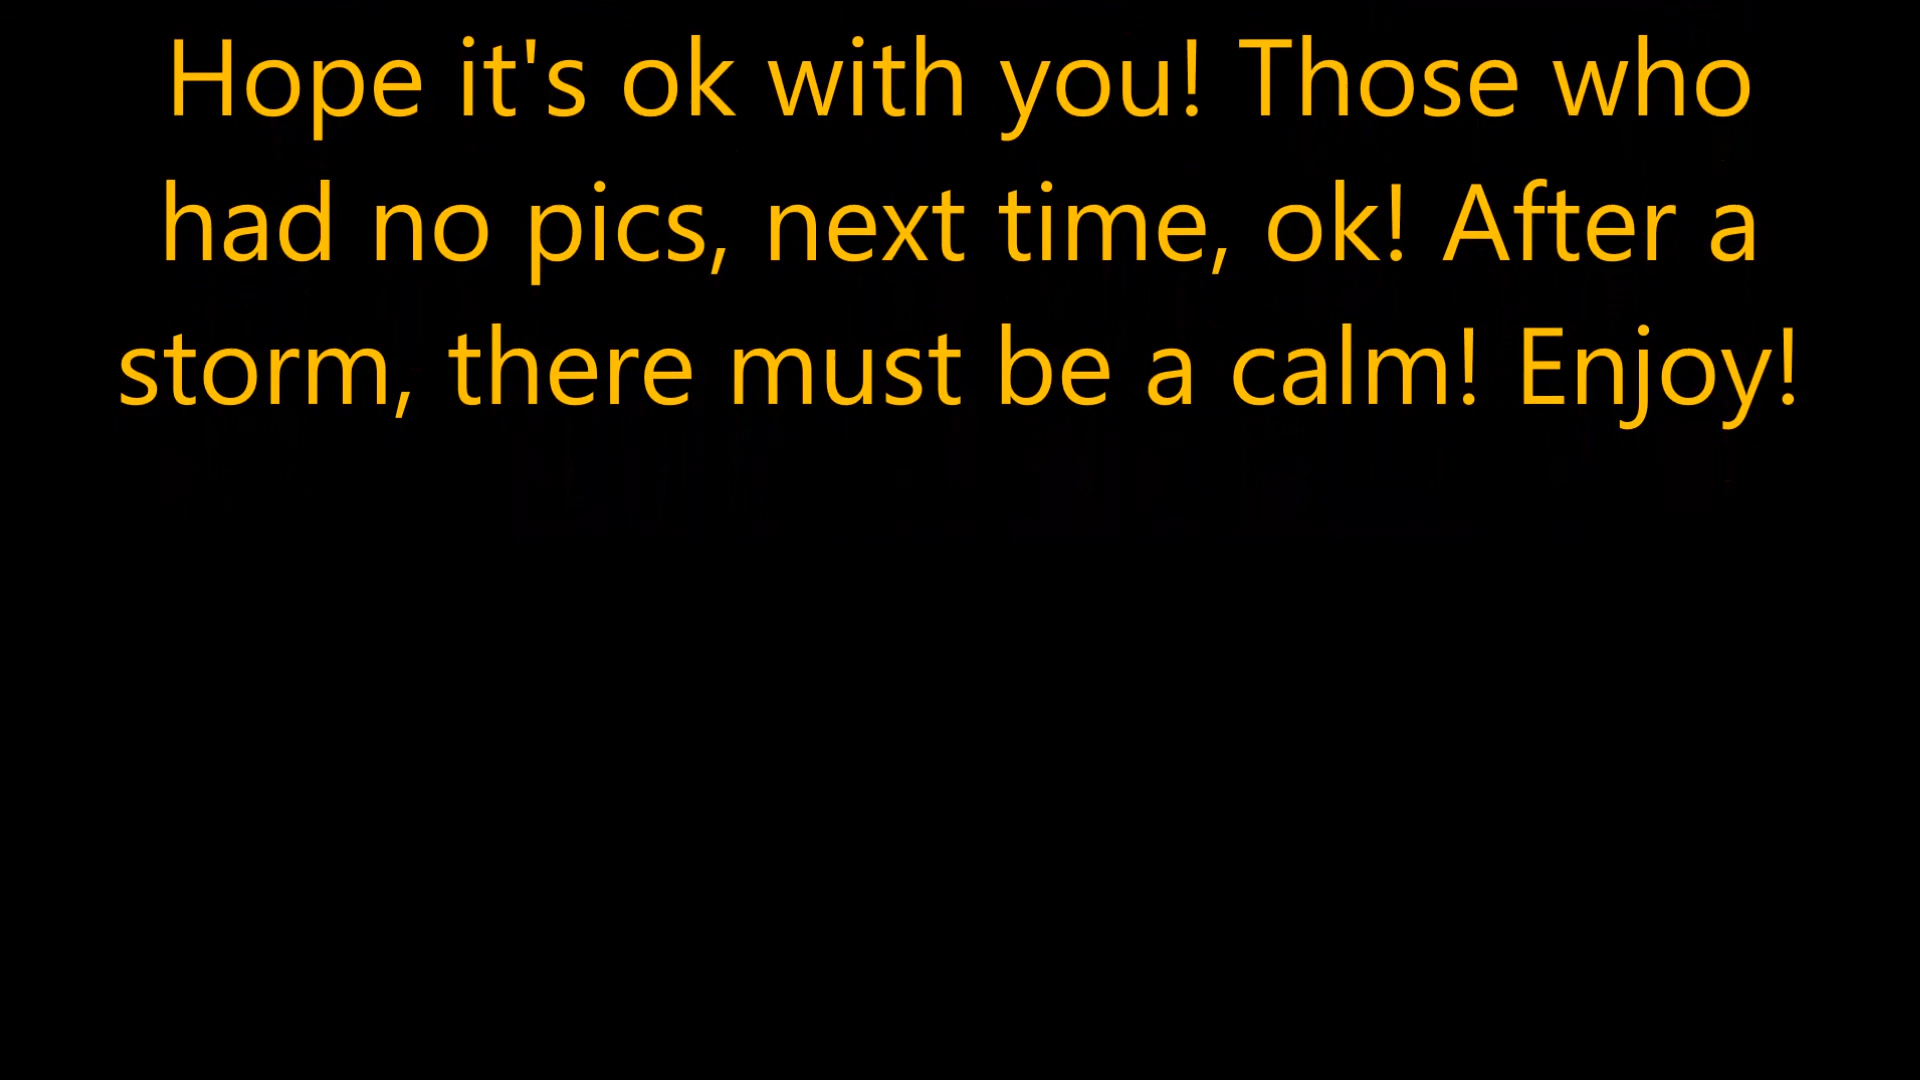 Hope it's ok with you! Those who
had no pics, next time, ok! After a
storm, there must be a calm! Enjoy!